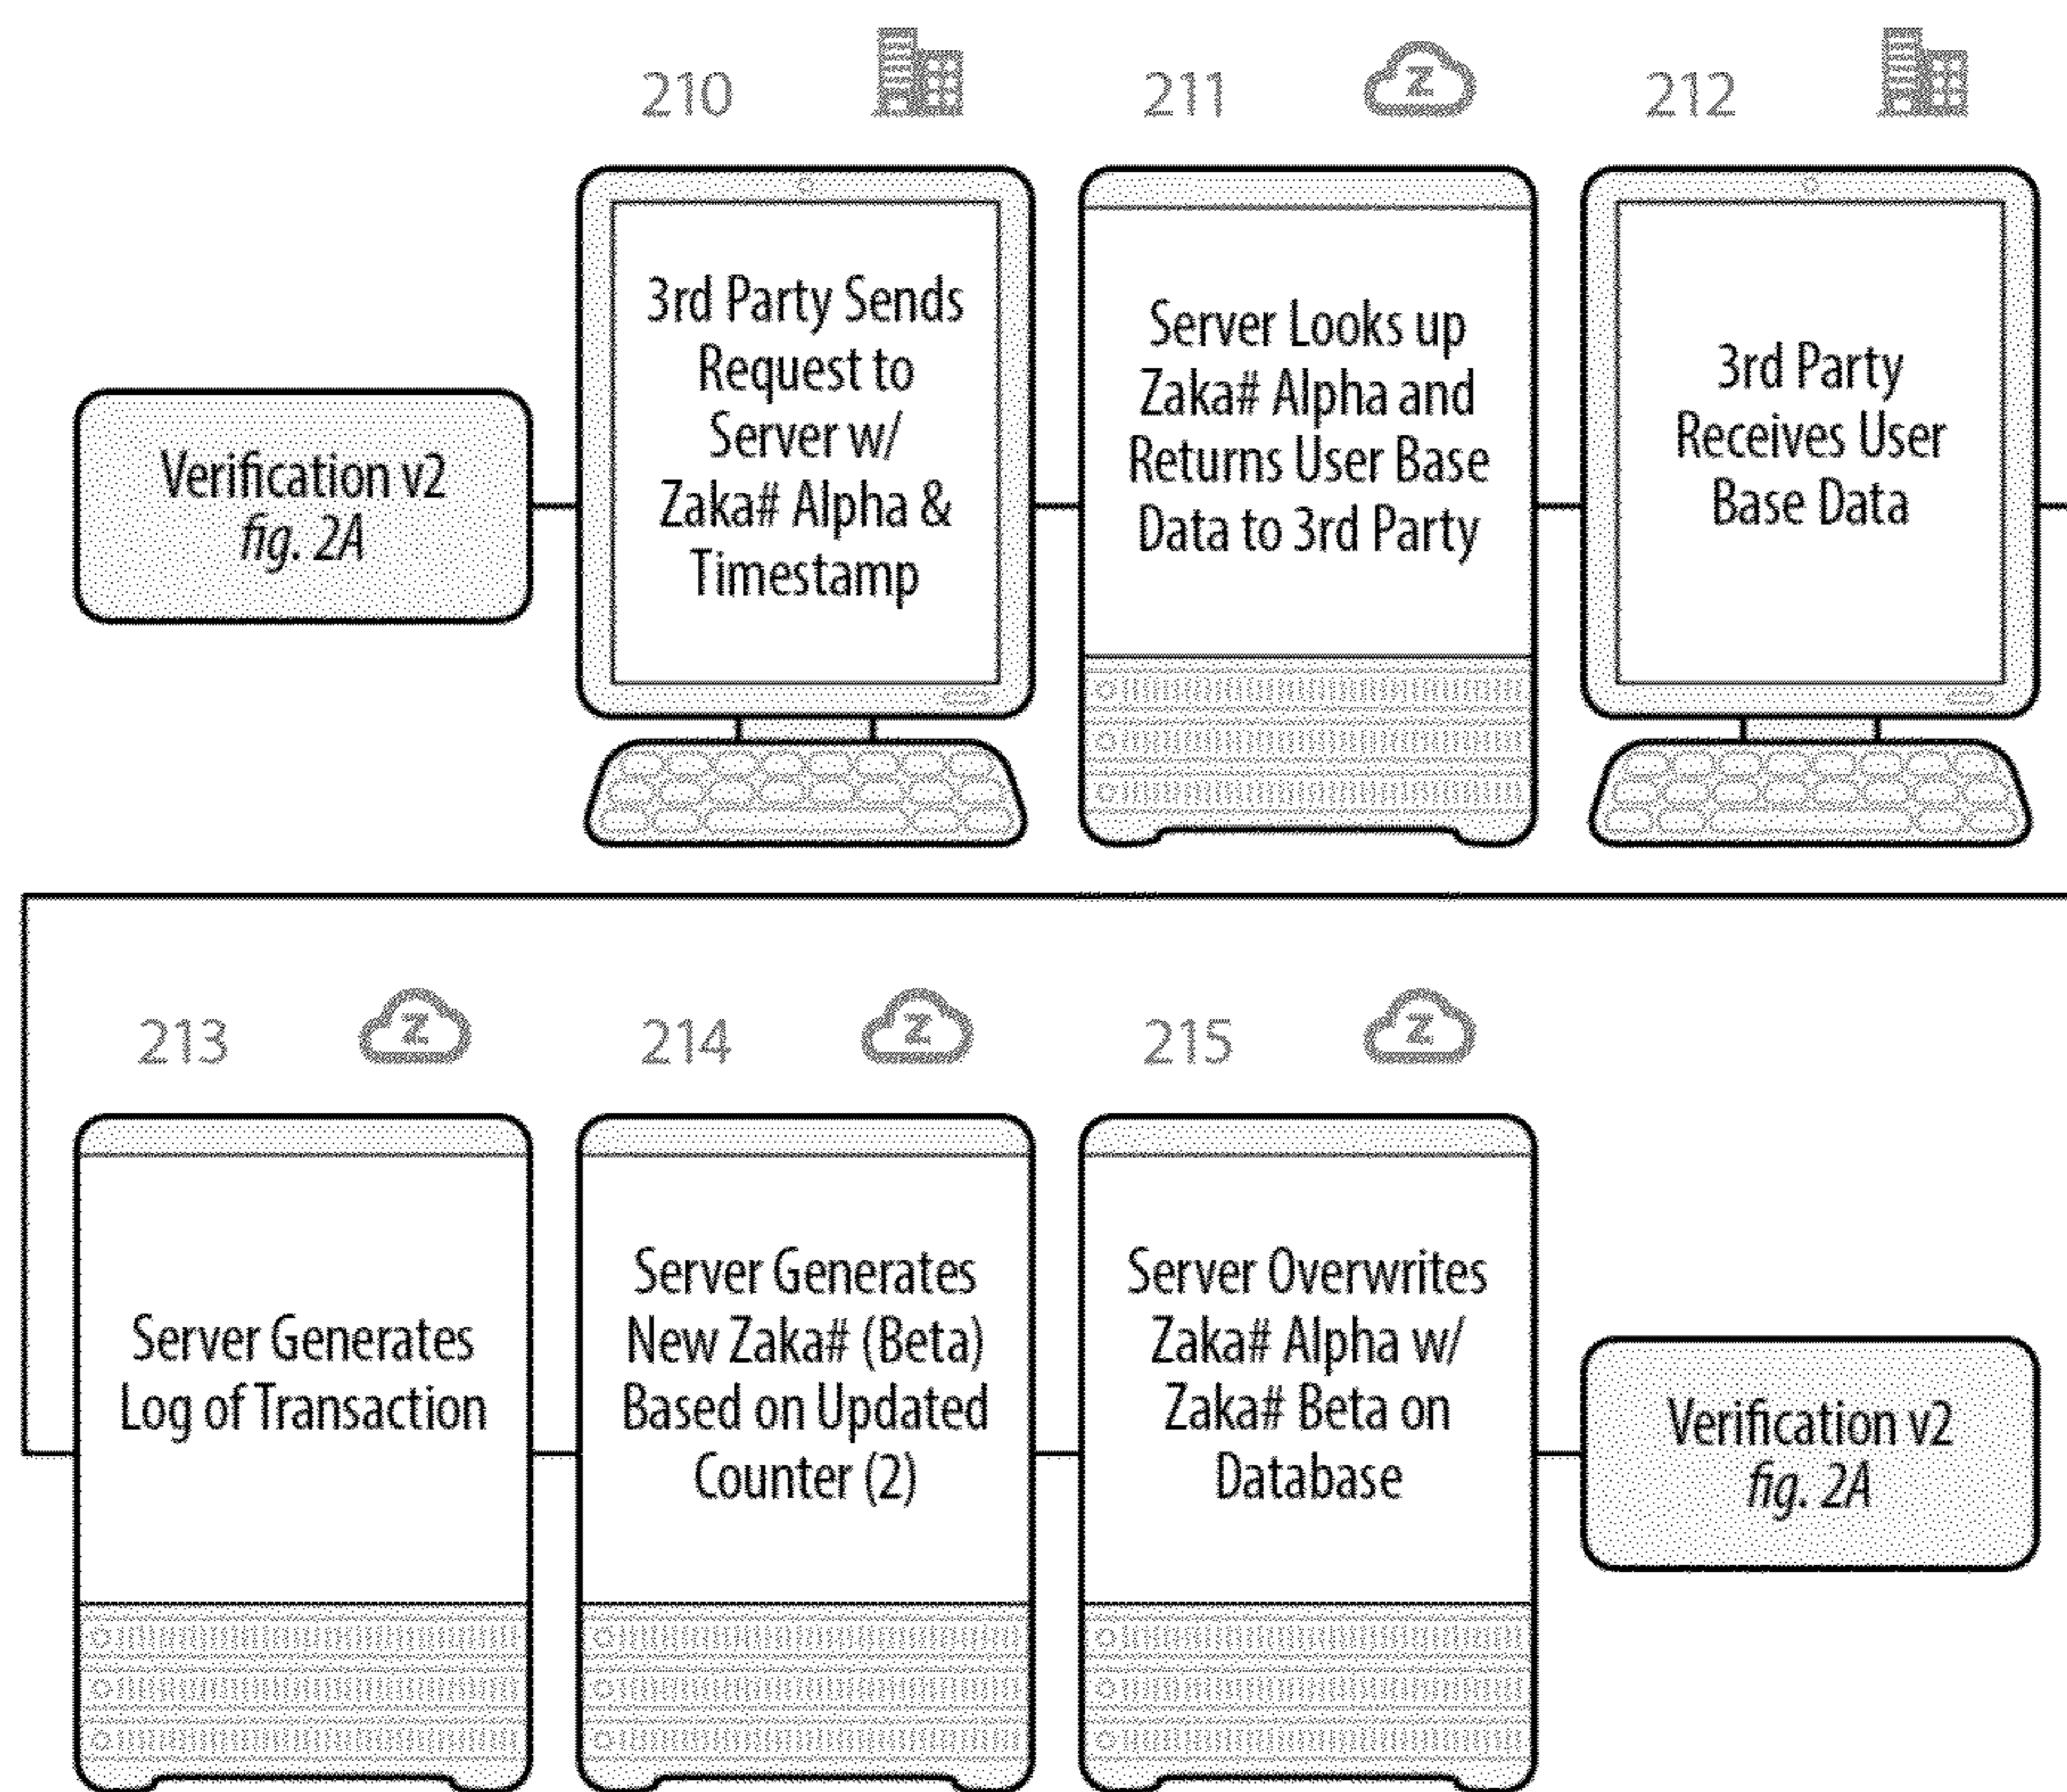 210
Z
211
212
3rd Party Sends
Request to
Server w/
Zaka# Alpha &
Timestamp
Server Looks up
Zaka# Alpha and
Returns User Base
Data to 3rd Party
3rd Party
Receives User
Base Data
Verification v2
fig. 2A
213
Z
214
Z
215
Z
Server Generates
Log of Transaction
Server Generates
New Zaka# (Beta)
Based on Updated
Counter (2)
Server Overwrites
Zaka# Alpha w/
Zaka# Beta on
Database
Verification v2
fig. 2A